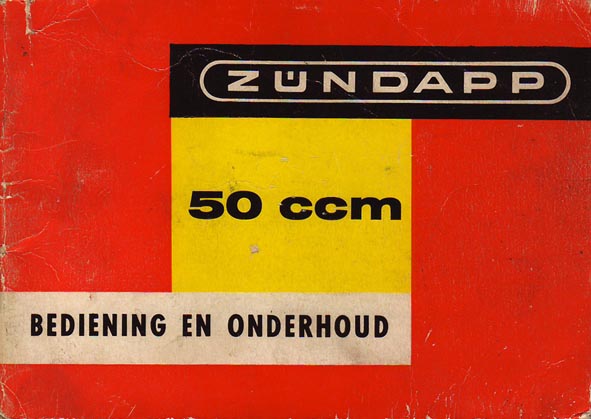 ZÜNDAPP
50 ccm
BEDIENING EN ONDERHOUD